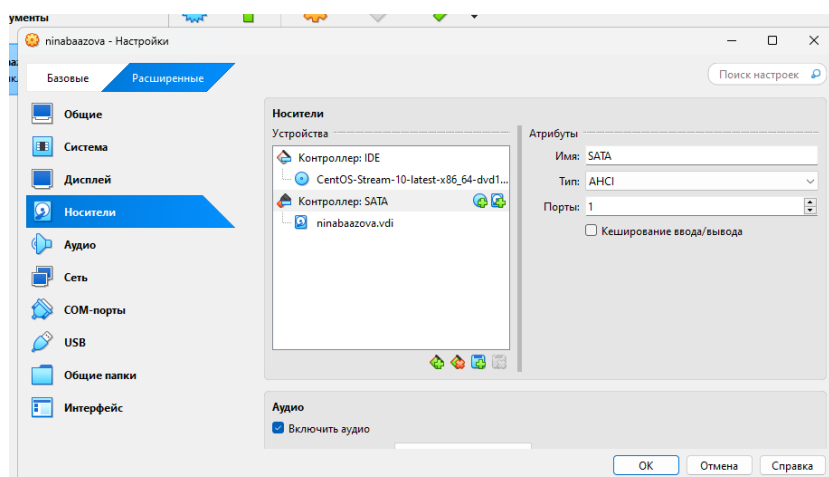 ументы
ninabaazova - Настройки
Базовые
Расширенные
Поиск настроек
Общие
Система
Дисплей
Носители
Аудио
Сеть
COM-порты
USB
Общие папки
Интерфейс
Носители
Устройства
Контроллер: IDE
CentOS-Stream-10-latest-x86_64-dvd1...
Контроллер: SATA
ninabaazova.vdi
Атрибуты
Имя: SATA
Тип: AHCI
Порты: 1
Кеширование ввода/вывода
Аудио
Включить аудио
OK
Отмена
Справка